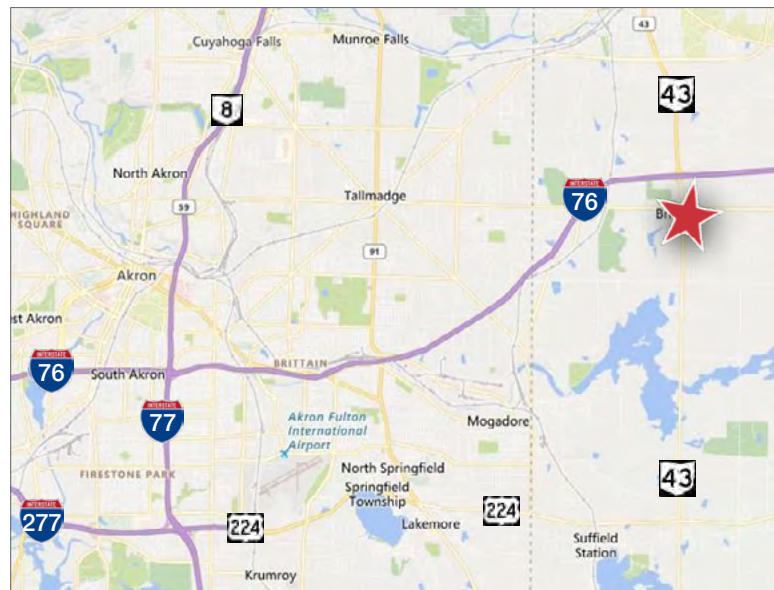 43
Cuyahoga Falls
Munroe Falls
8
43
North Akron
INTERSTATE
76
Tallmadge
59
HIGHLAND
SQUARE
91
Akron
INTERSTATE
76
BRITTAIN
South Akron
INTERSTATE
77
Akron Fulton
International
Airport
Mogadore
FIRESTONE PARK
North Springfield
Springfield
Township
43
INTERSTATE
277
224
224
Lakemore
Suffield
Station
Krumroy